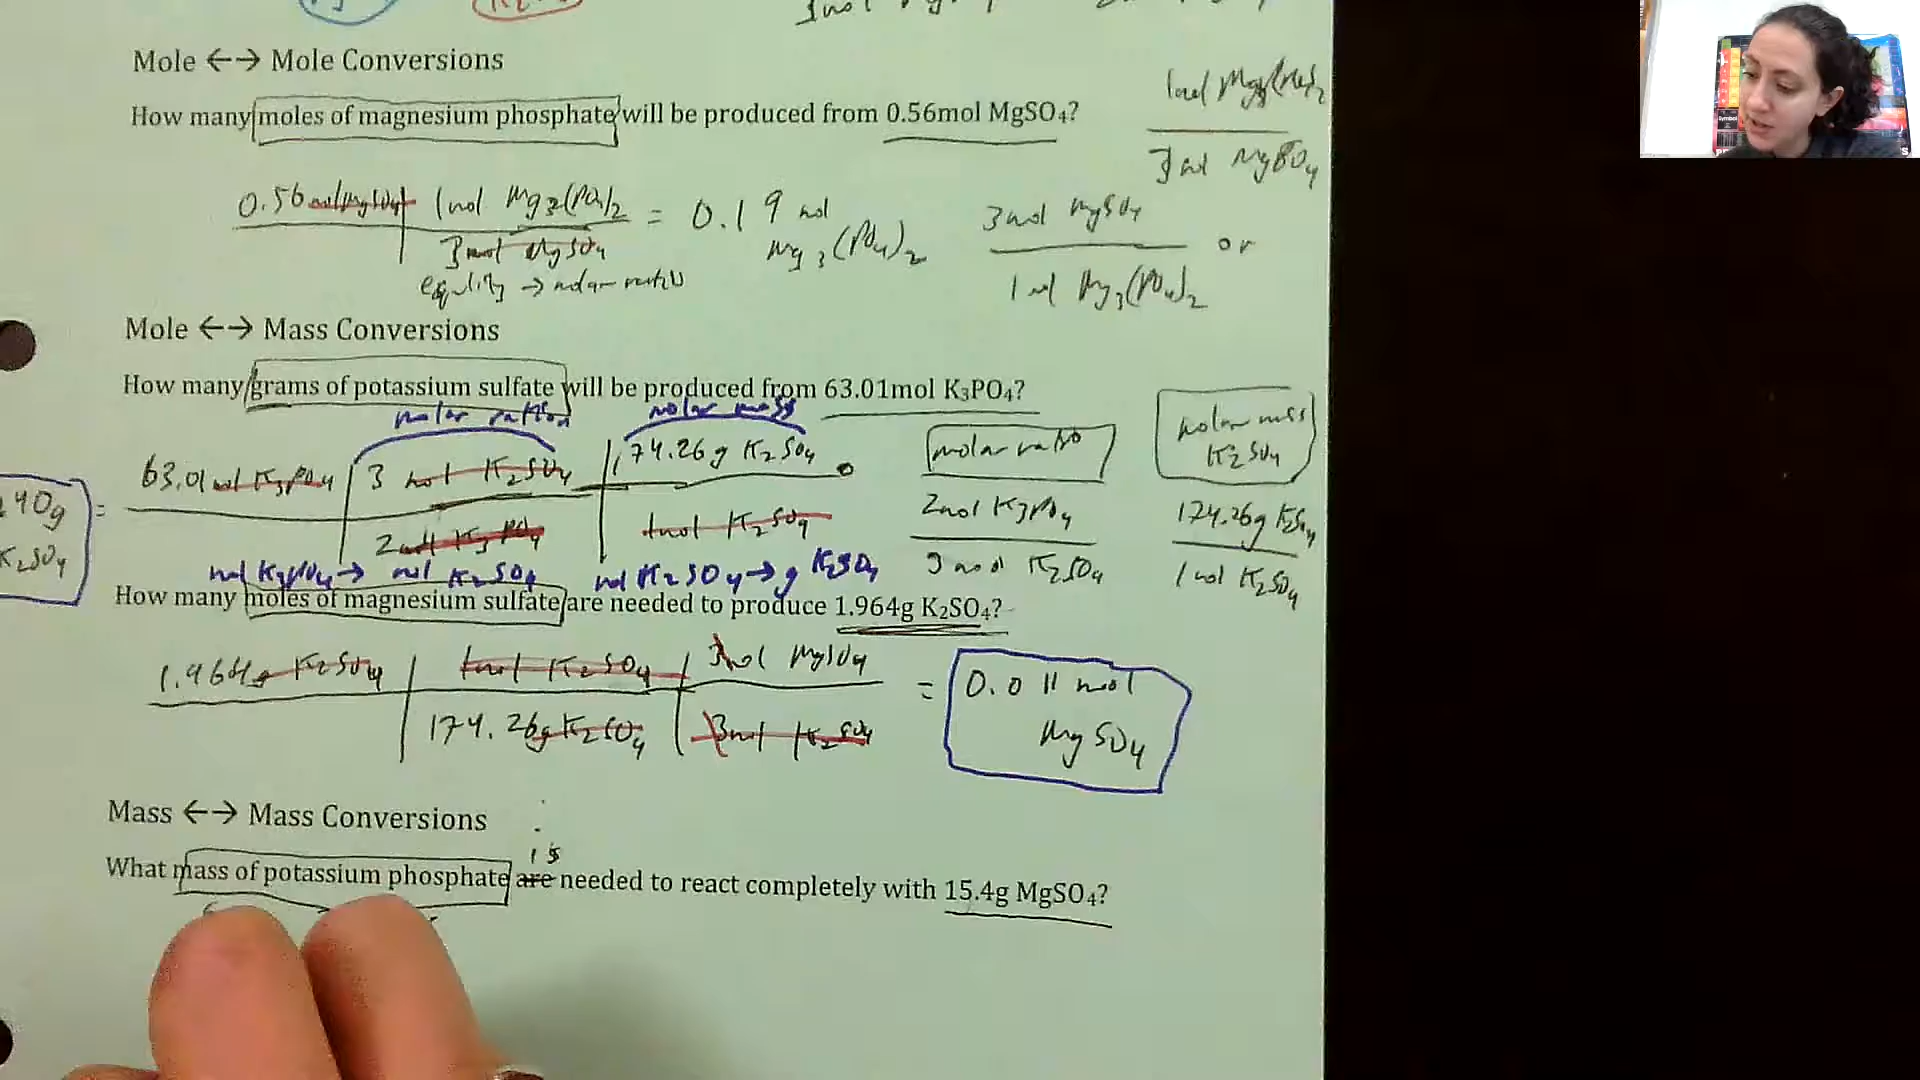 Mole ←→ Mole Conversions
How many moles of magnesium phosphate will be produced from 0.56mol MgSO₄?
1 mol Mg₃(PO₄)₂
3 mol MgSO₄
0.56 mol MgSO₄ 1 mol Mg₃(PO₄)₂ = 0.19 mol
3 mol MgSO₄ Mg₃(PO₄)₂
equality → molar ratio
3 mol MgSO₄ or
1 mol Mg₃(PO₄)₂
Mole ←→ Mass Conversions
How many grams of potassium sulfate will be produced from 63.01mol K₃PO₄?
molar ratio molar mass
63.01 mol K₃PO₄ 3 mol K₂SO₄ 174.26 g K₂SO₄
2 mol K₃PO₄ 1 mol K₂SO₄
40g =
K₂SO₄
mol K₃PO₄ → mol K₂SO₄ mol K₂SO₄ → g K₂SO₄
molar ratio
2 mol K₃PO₄
3 mol K₂SO₄
molar mass
K₂SO₄
174.26g K₂SO₄
1 mol K₂SO₄
How many moles of magnesium sulfate are needed to produce 1.964g K₂SO₄?
1.964g K₂SO₄ 1 mol K₂SO₄ 3 mol MgSO₄ = 0.011 mol
174.26g K₂SO₄ 3 mol K₂SO₄ MgSO₄
Mass ←→ Mass Conversions
is
What mass of potassium phosphate are needed to react completely with 15.4g MgSO₄?